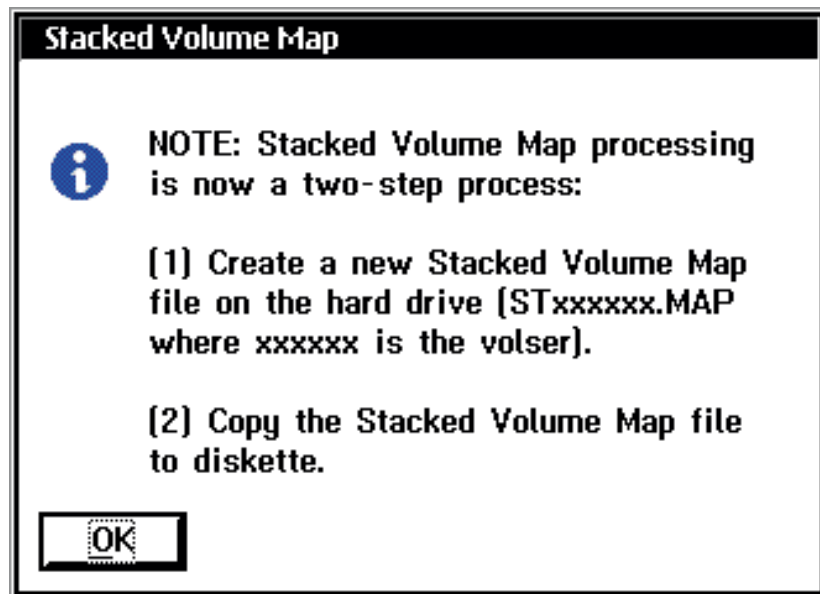 Stacked Volume Map
NOTE: Stacked Volume Map processing
is now a two-step process:
(1) Create a new Stacked Volume Map
file on the hard drive (STxxxxxx.MAP
where xxxxxx is the volser).
(2) Copy the Stacked Volume Map file
to diskette.
OK